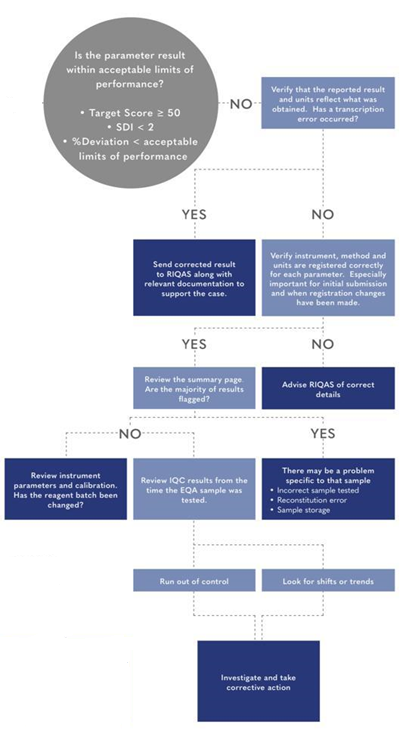 Is the parameter result
within acceptable limits of
performance?
• Target Score ≥ 50
• SDI < 2
• %Deviation < acceptable
limits of performance
NO
Verify that the reported result
and units reflect what was
obtained. Has a transcription
error occurred?
YES
NO
Send corrected result
to RIQAS along with
relevant documentation to
support the case.
Verify instrument, method and
units are registered correctly
for each parameter. Especially
important for initial submission
and when registration changes
have been made.
YES
NO
Review the summary page.
Are the majority of results
flagged?
Advise RIQAS of correct
details
NO
YES
Review instrument
parameters and calibration.
Has the reagent batch been
changed?
Review IQC results from the
time the EQA sample was
tested.
There may be a problem
specific to that sample
• Incorrect sample tested
• Reconstitution error
• Sample storage
Run out of control
Look for shifts or trends
Investigate and take
corrective action